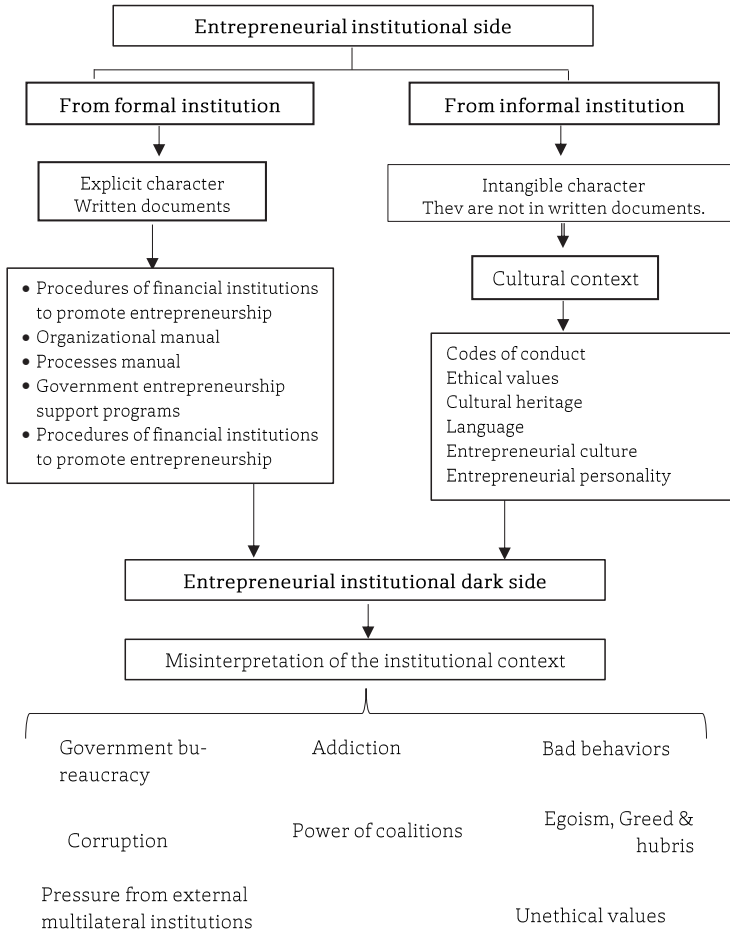 Entrepreneurial institutional side
From formal institution
From informal institution
Explicit character
Written documents
Intangible character
Thev are not in written documents.
Cultural context
• Procedures of financial institutions
to promote entrepreneurship
• Organizational manual
• Processes manual
• Government entrepreneurship
support programs
• Procedures of financial institutions
to promote entrepreneurship
Codes of conduct
Ethical values
Cultural heritage
Language
Entrepreneurial culture
Entrepreneurial personality
Entrepreneurial institutional dark side
Misinterpretation of the institutional context
Government bu-
reaucracy
Addiction
Bad behaviors
Corruption
Power of coalitions
Egoism, Greed &
hubris
Pressure from external
multilateral institutions
Unethical values